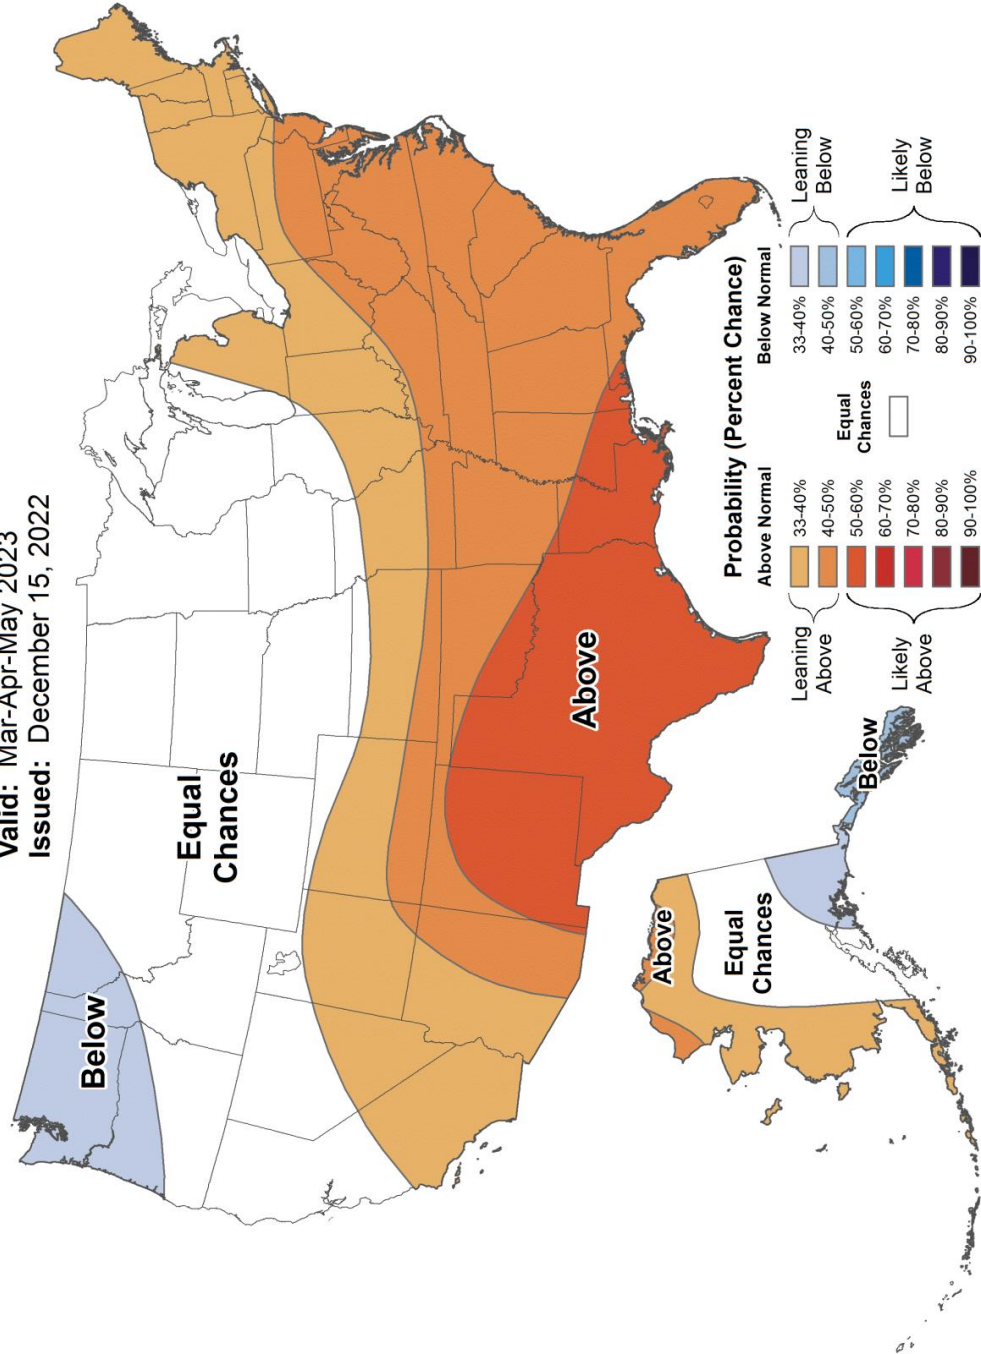 Valid: Mar-Apr-May 2023
Issued: December 15, 2022
Below
Equal
Chances
Above
Above
Equal
Chances
Below
Probability (Percent Chance)
Above Normal
Below Normal
Leaning
Above
33-40%
40-50%
Likely
Above
50-60%
60-70%
70-80%
80-90%
90-100%
Equal
Chances
33-40%
40-50%
Leaning
Below
50-60%
60-70%
70-80%
80-90%
90-100%
Likely
Below